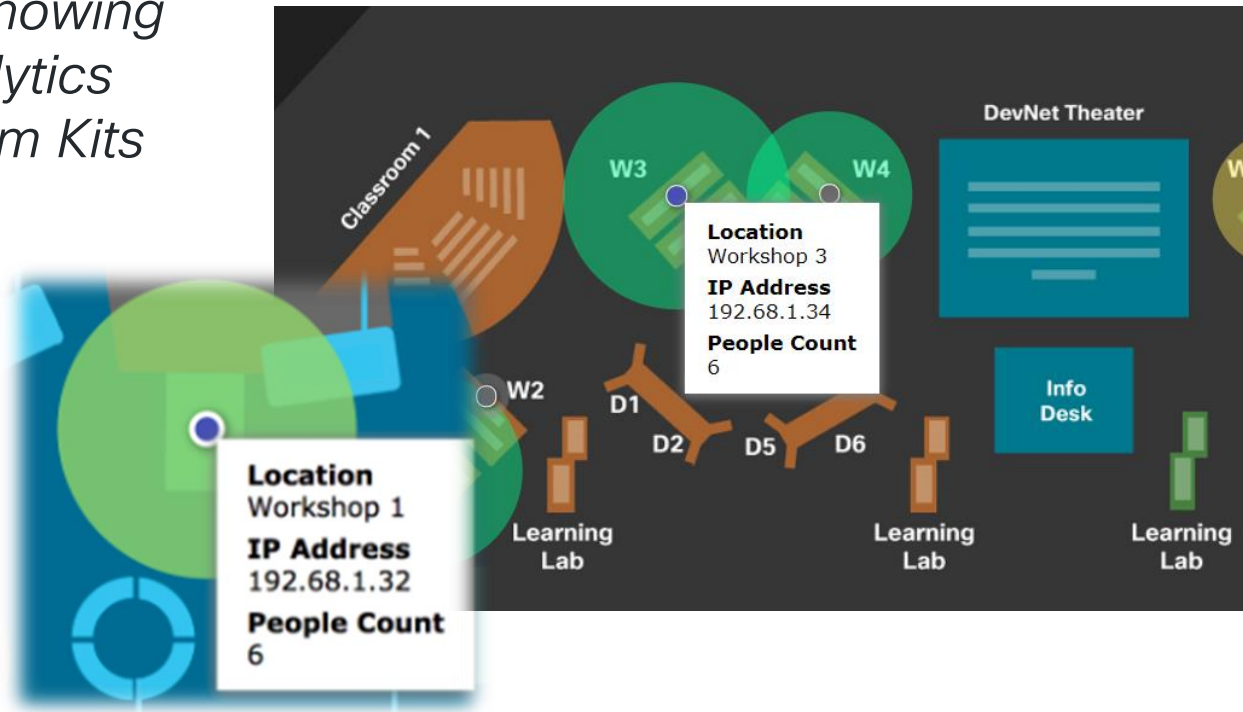 Classroom 1
W3
W4
DevNet Theater
Location
Workshop 3
IP Address
192.68.1.34
People Count
6
W2
D1
D2
D5
D6
Info
Desk
Learning
Lab
Learning
Lab
Learning
Lab
Location
Workshop 1
IP Address
192.68.1.32
People Count
6
Kits